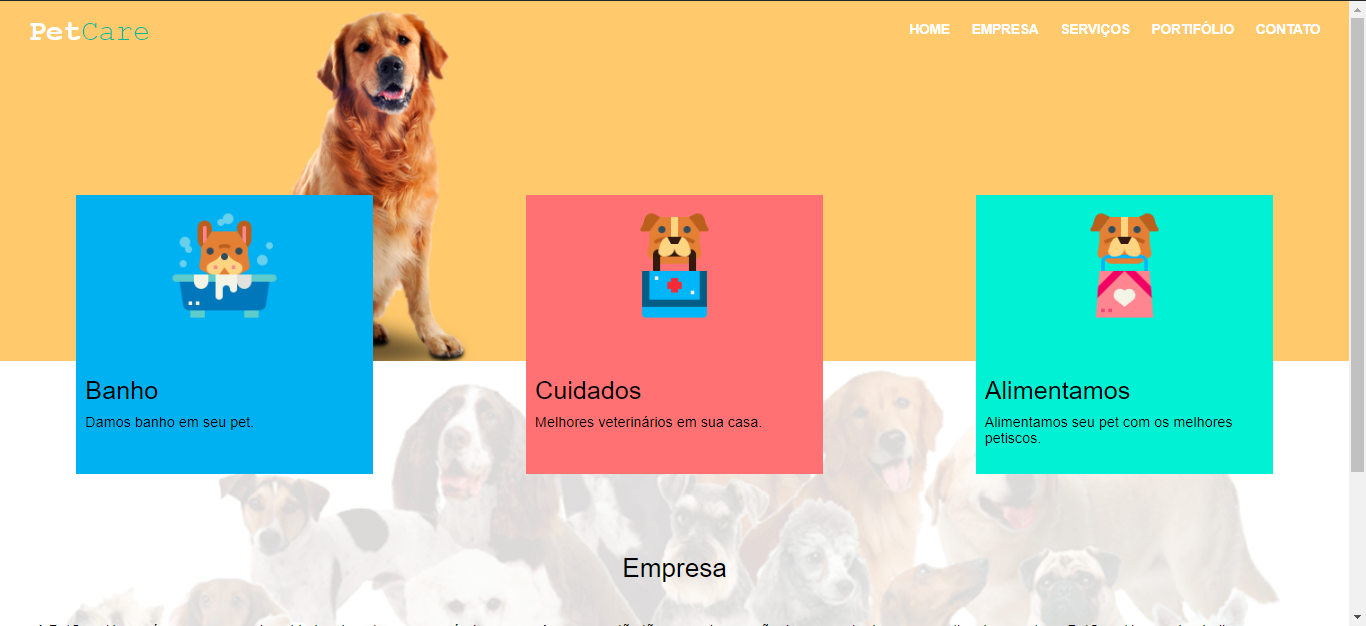 PetCare
HOME EMPRESA SERVIÇOS PORTIFÓLIO CONTATO
Banho
Damos banho em seu pet.
Cuidados
Melhores veterinários em sua casa.
Alimentamos
Alimentamos seu pet com os melhores
petiscos.
Empresa